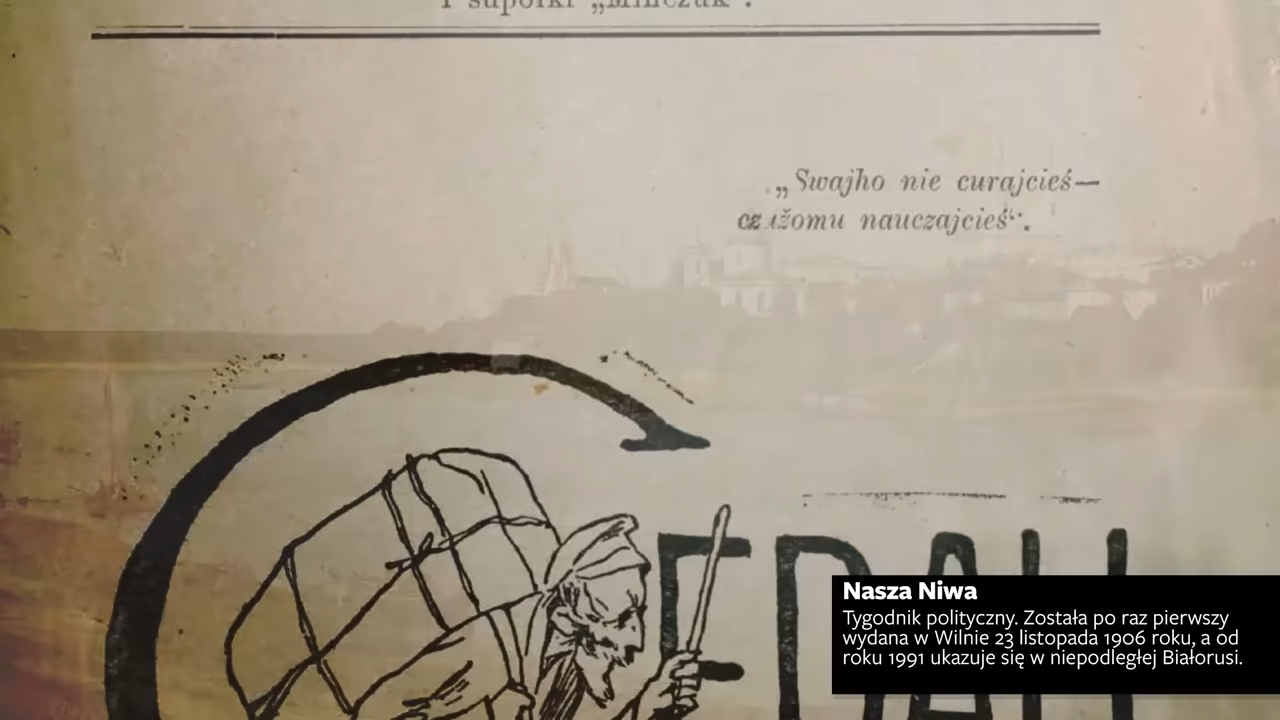 „Swajho nie curajcieś—
nauczajcieś“.
Nasza Niwa
Tygodnik polityczny. Została po raz pierwszy
wydana w Wilnie 23 listopada 1906 roku, a od
roku 1991 ukazuje się w niepodległej Białorusi.